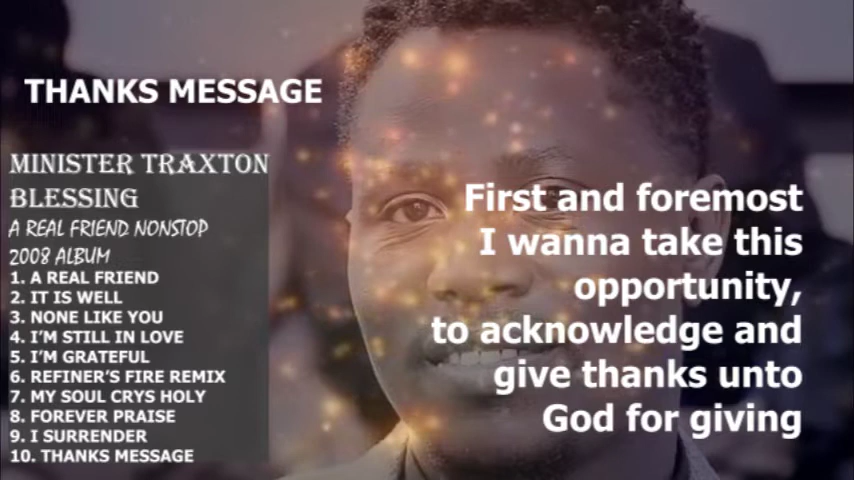 THANKS MESSAGE
MINISTER TRAXTON
BLESSING
A REAL FRIEND NONSTOP
2008 ALBUM
1. A REAL FRIEND
2. IT IS WELL
3. NONE LIKE YOU
4. I'M STILL IN LOVE
5. I'M GRATEFUL
6. REFINER'S FIRE REMIX
7. MY SOUL CRYS HOLY
8. FOREVER PRAISE
9. I SURRENDER
10. THANKS MESSAGE
First and foremost
I wanna take this
opportunity,
to acknowledge and
give thanks unto
God for giving